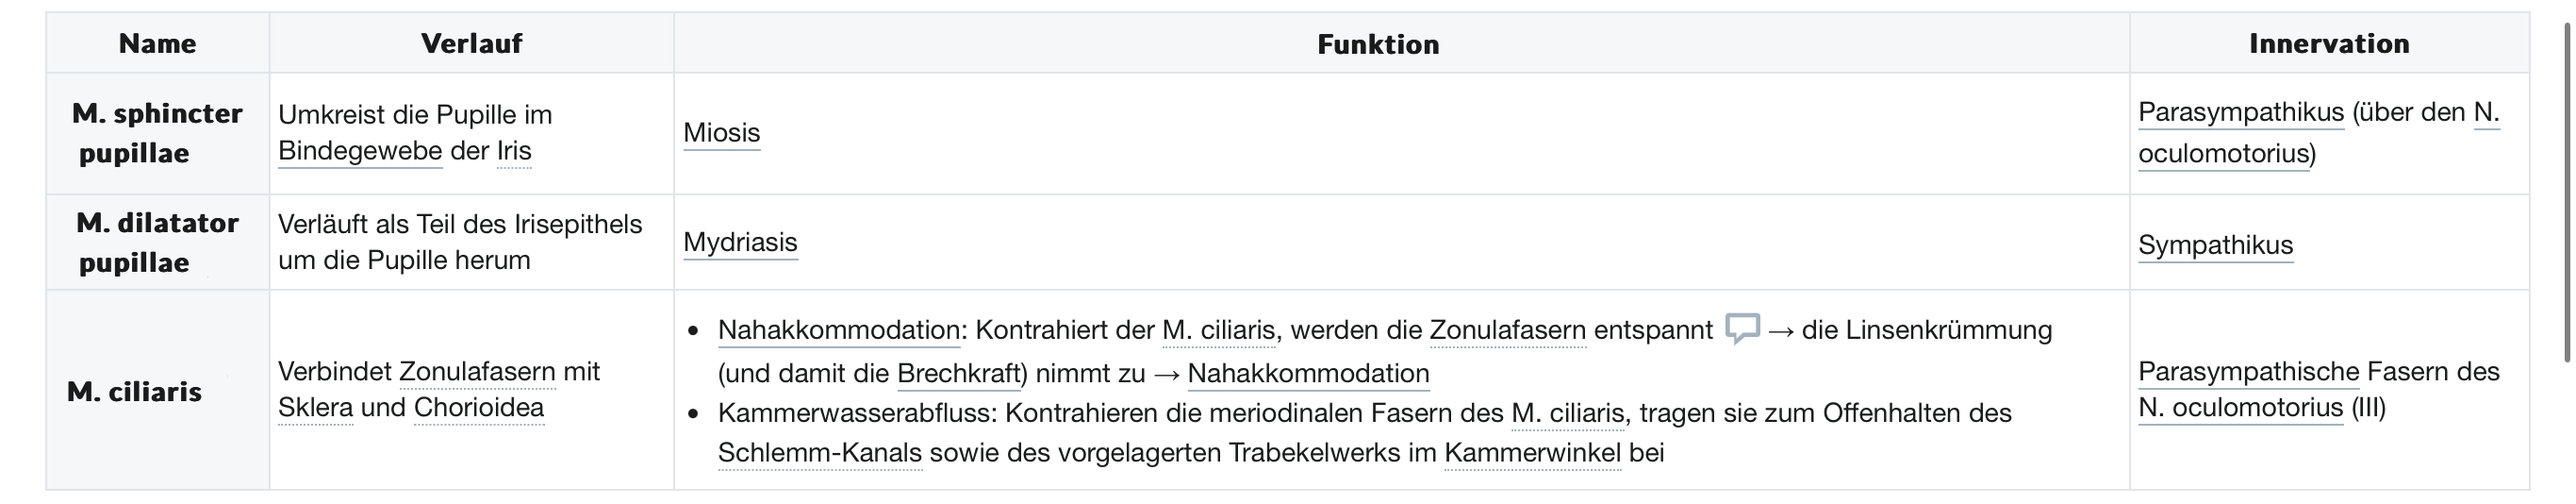 Name Verlauf Funktion Innervation
M. sphincter
pupillae
Umkreist die Pupille im
Bindegewebe der Iris
Miosis
Parasympathikus (über den N.
oculomotorius)
M. dilatator
pupillae
Verläuft als Teil des Irisepithels
um die Pupille herum
Mydriasis
Sympathikus
M. ciliaris
Verbindet Zonulafasern mit
Sklera und Chorioidea
• Nahakkommodation: Kontrahiert der M. ciliaris, werden die Zonulafasern entspannt → die Linsenkrümmung
(und damit die Brechkraft) nimmt zu → Nahakkommodation
• Kammerwasserabfluss: Kontrahieren die meriodinalen Fasern des M. ciliaris, tragen sie zum Offenhalten des
Schlemm-Kanals sowie des vorgelagerten Trabekelwerks im Kammerwinkel bei
Parasympathische Fasern des
N. oculomotorius (III)